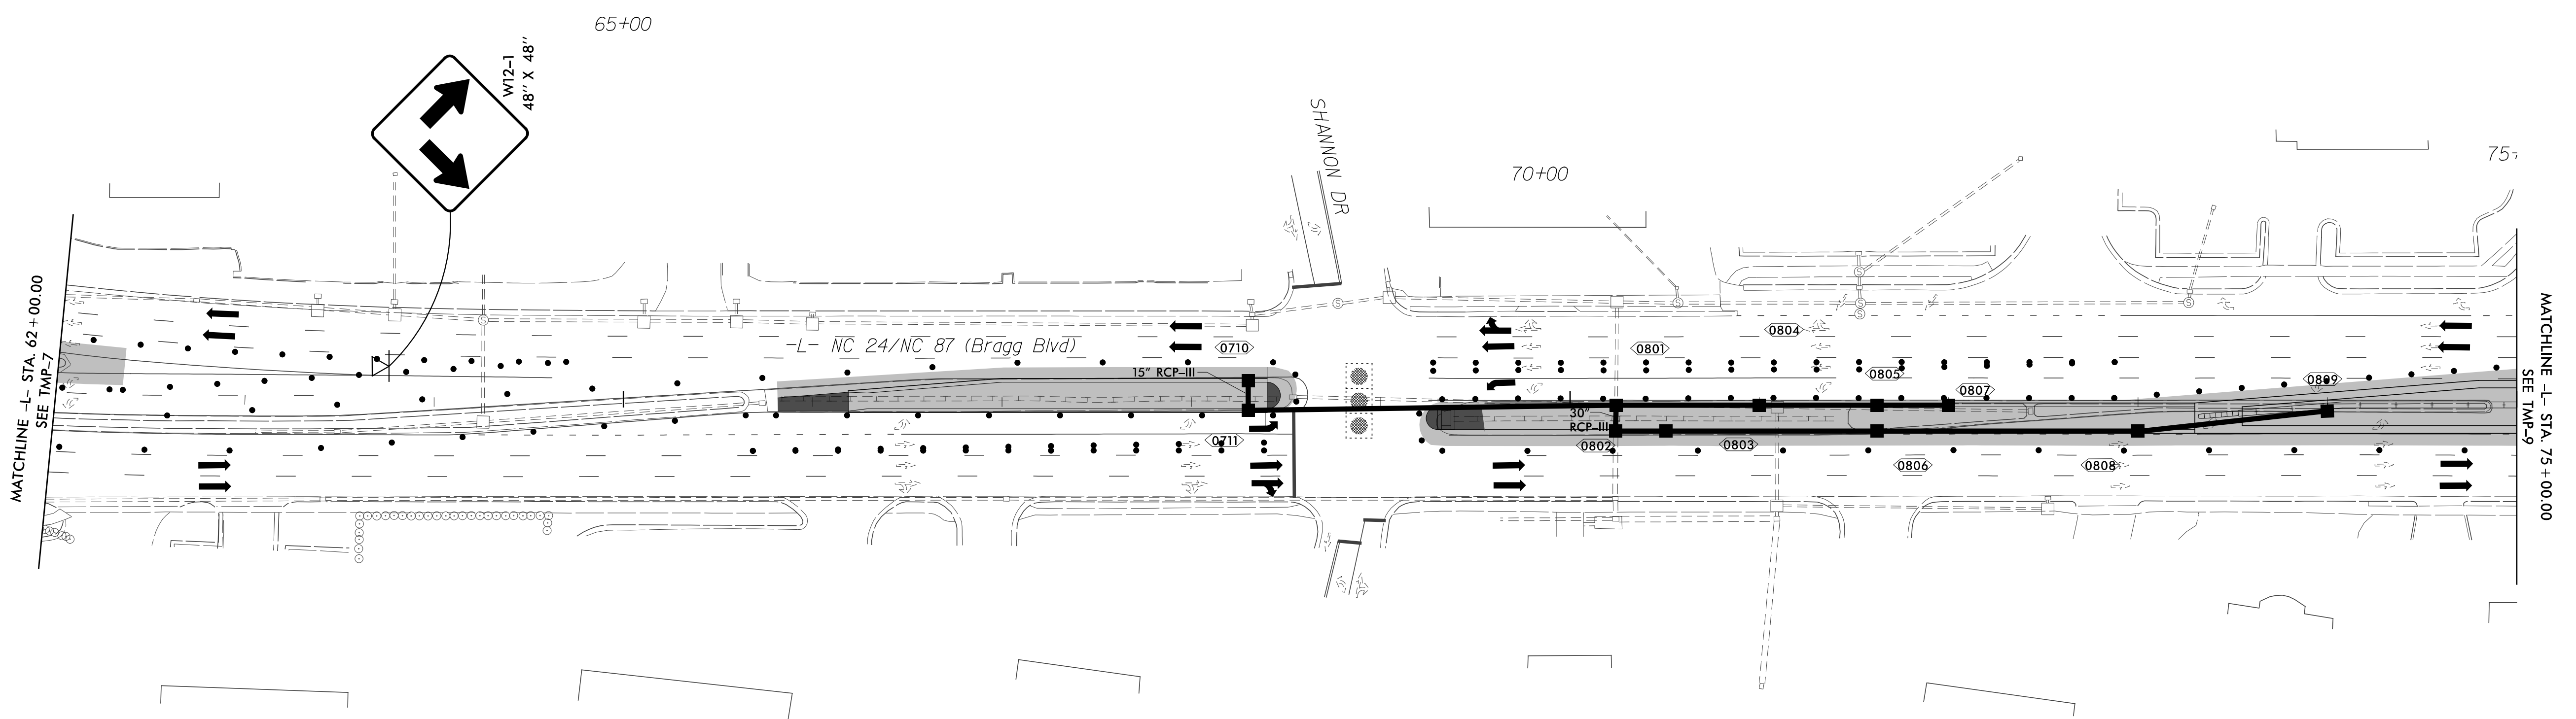 65+00
W12-1
48'' X 48''
SHANNON DR
70+00
75+
MATCHLINE -L- STA. 62+00.00
SEE TMP-7
-L- NC 24/NC 87 (Bragg Blvd)
0710
15" RCP-III
0711
0801
0804
0805
0807
0809
30"
RCP-III
0802
0803
0806
0808
MATCHLINE -L- STA. 75+00.00
SEE TMP-9
S
S
S
S
S
S
S